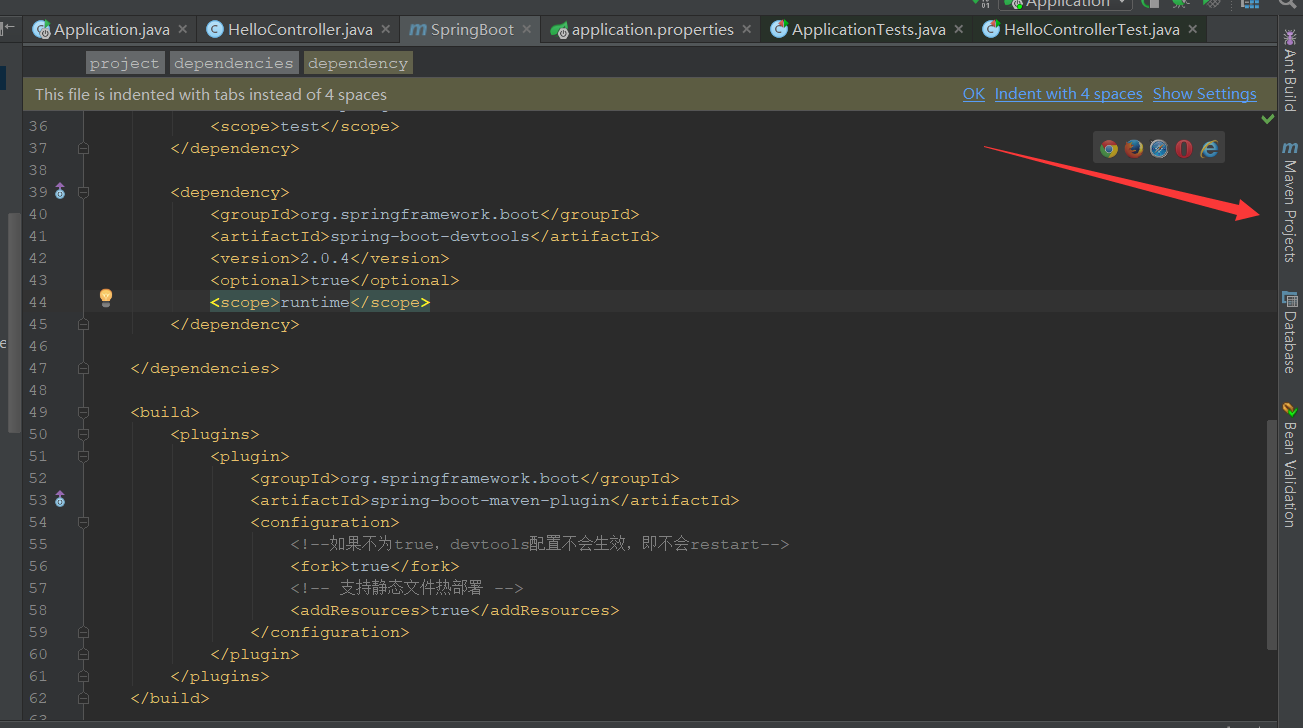 Application
Application.java
HelloController.java
m SpringBoot
application.properties
ApplicationTests.java
HelloControllerTest.java
project
dependencies
dependency
This file is indented with tabs instead of 4 spaces
OK
Indent with 4 spaces
Show Settings
36 <scope>test</scope>
37 </dependency>
38
39 <dependency>
40 <groupId>org.springframework.boot</groupId>
41 <artifactId>spring-boot-devtools</artifactId>
42 <version>2.0.4</version>
43 <optional>true</optional>
44 <scope>runtime</scope>
45 </dependency>
46
47 </dependencies>
48
49 <build>
50 <plugins>
51 <plugin>
52 <groupId>org.springframework.boot</groupId>
53 <artifactId>spring-boot-maven-plugin</artifactId>
54 <configuration>
55 <!--如果不为true，devtools配置不会生效，即不会restart-->
56 <fork>true</fork>
57 <!-- 支持静态文件热部署 -->
58 <addResources>true</addResources>
59 </configuration>
60 </plugin>
61 </plugins>
62 </build>
63
Ant Build
m Maven Projects
Database
Bean Validation